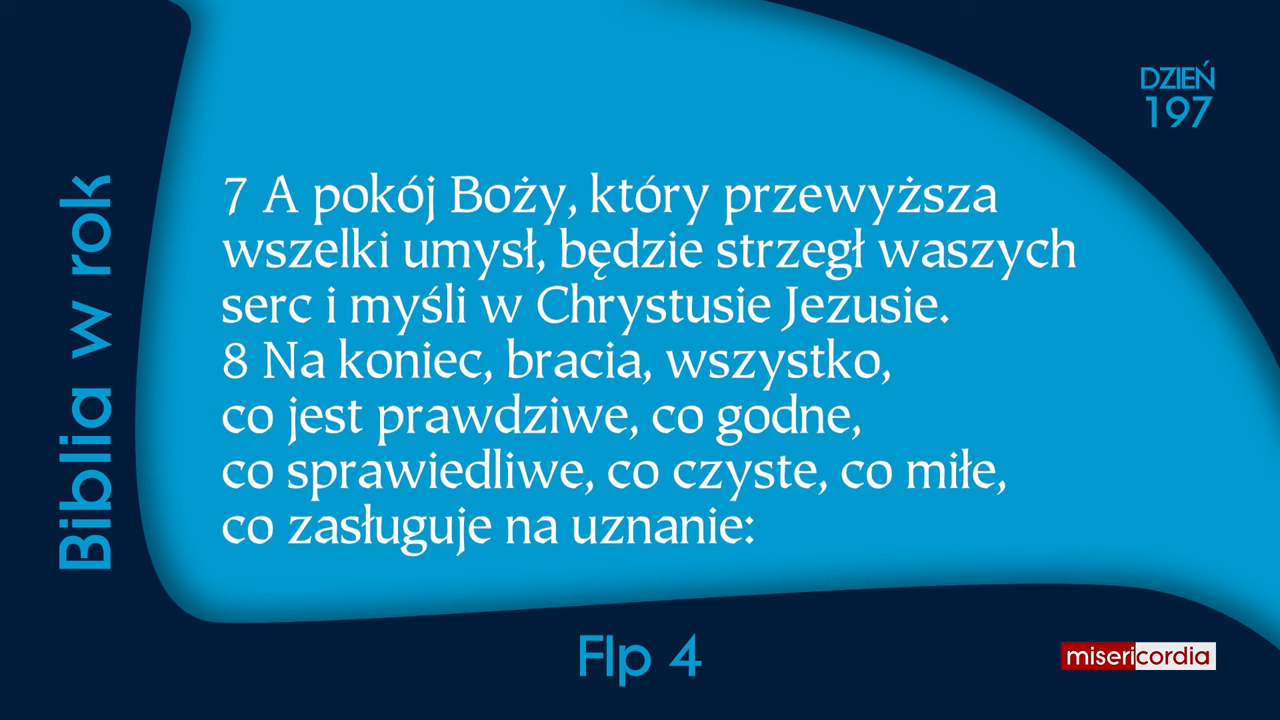 DZIEŃ
197
Biblia w rok
7 A pokój Boży, który przewyższa
wszelki umysł, będzie strzegł waszych
serc i myśli w Chrystusie Jezusie.
8 Na koniec, bracia, wszystko,
co jest prawdziwe, co godne,
co sprawiedliwe, co czyste, co miłe,
co zasługuje na uznanie:
Flp 4
misericordia